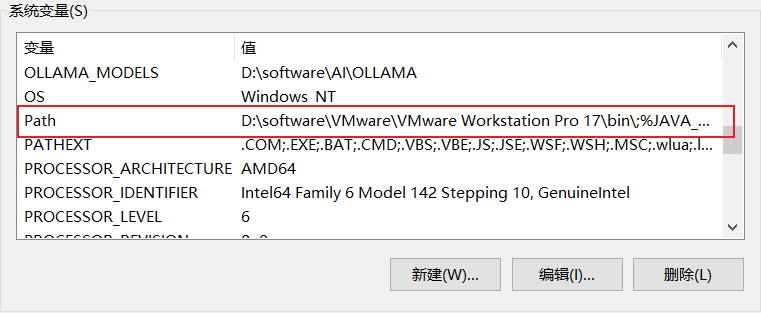 系统变量(S)
变量 值
OLLAMA_MODELS D:\software\AI\OLLAMA
OS Windows_NT
Path D:\software\VMware\VMware Workstation Pro 17\bin\;%JAVA_...
PATHEXT .COM;.EXE;.BAT;.CMD;.VBS;.VBE;.JS;.JSE;.WSF;.WSH;.MSC;.wlua;.l...
PROCESSOR_ARCHITECTURE AMD64
PROCESSOR_IDENTIFIER Intel64 Family 6 Model 142 Stepping 10, GenuineIntel
PROCESSOR_LEVEL 6
新建(W)... 编辑(I)... 删除(L)